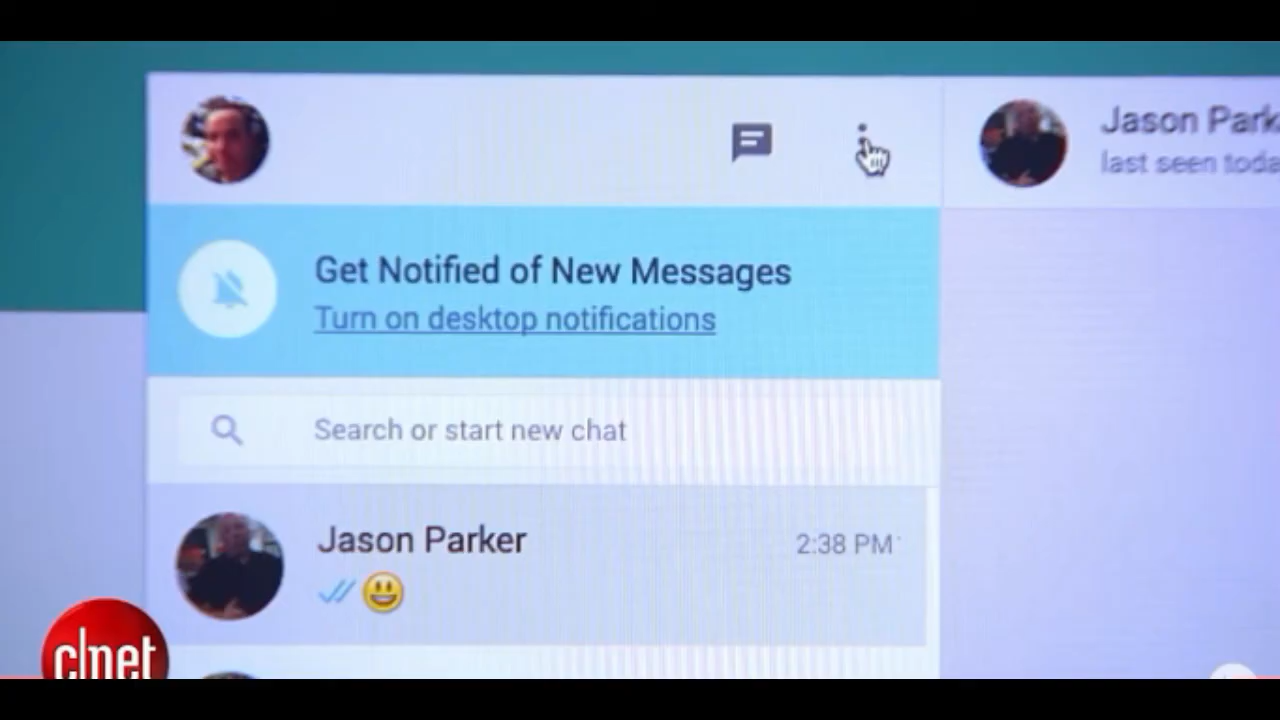 Jason Park
last seen toda
Get Notified of New Messages
Turn on desktop notifications
Search or start new chat
Jason Parker
2:38 PM
clnet